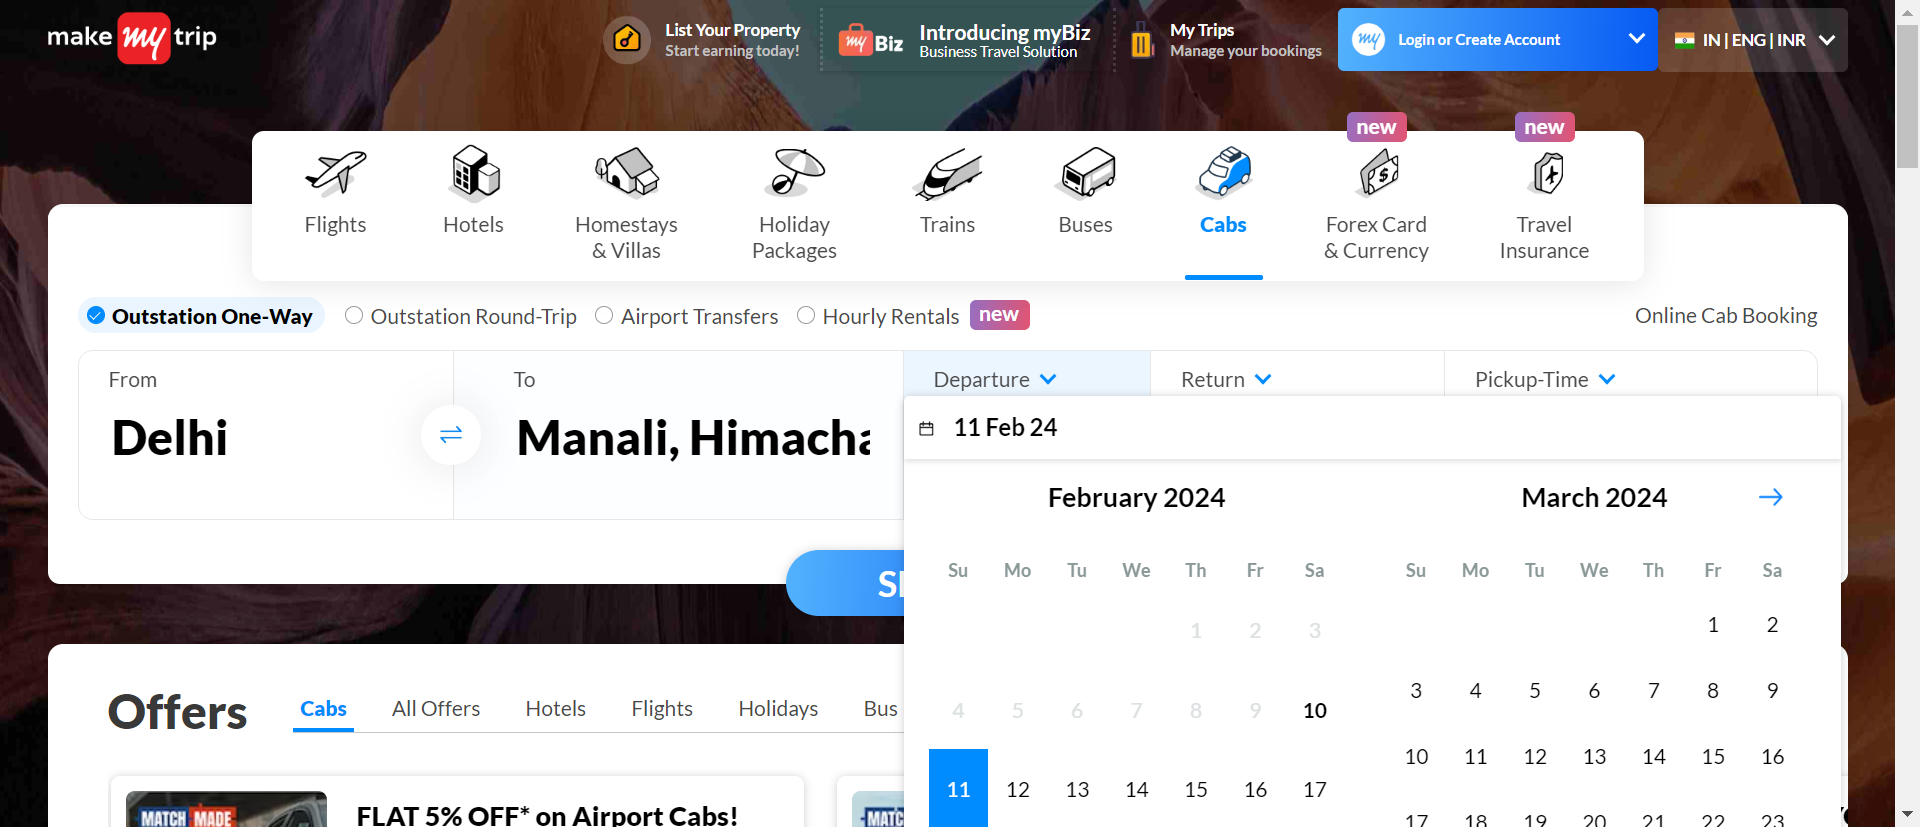 make my trip
List Your Property
Start earning today!
my Biz
Introducing myBiz
Business Travel Solution
My Trips
Manage your bookings
my Login or Create Account
IN | ENG | INR
new
new
Flights
Hotels
Homestays
& Villas
Holiday
Packages
Trains
Buses
Cabs
Forex Card
& Currency
Travel
Insurance
Outstation One-Way
Outstation Round-Trip
Airport Transfers
Hourly Rentals
new
Online Cab Booking
From
Delhi
To
Manali, Himacha
Departure
Return
Pickup-Time
11 Feb 24
February 2024
Su Mo Tu We Th Fr Sa
1 2 3
4 5 6 7 8 9 10
11 12 13 14 15 16 17
March 2024
Su Mo Tu We Th Fr Sa
1 2
3 4 5 6 7 8 9
10 11 12 13 14 15 16
17 18 19 20 21 22 23
Offers
Cabs
All Offers
Hotels
Flights
Holidays
Bus
MATCH MADE
FLAT 5% OFF* on Airport Cabs!
MATC